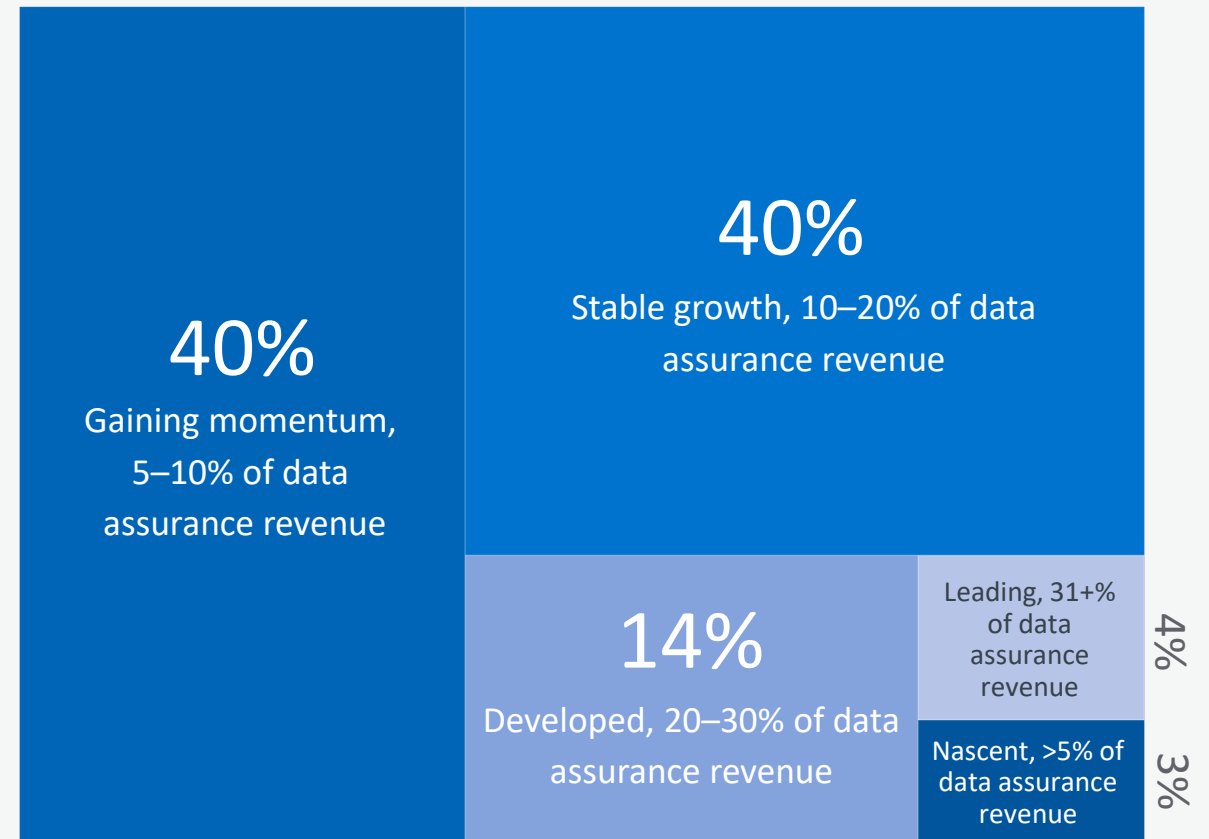 40%
Gaining momentum,
5–10% of data
assurance revenue
40%
Stable growth, 10–20% of data
assurance revenue
14%
Developed, 20–30% of data
assurance revenue
Leading, 31+%
of data
assurance
revenue
4%
Nascent, >5% of
data assurance
revenue
3%